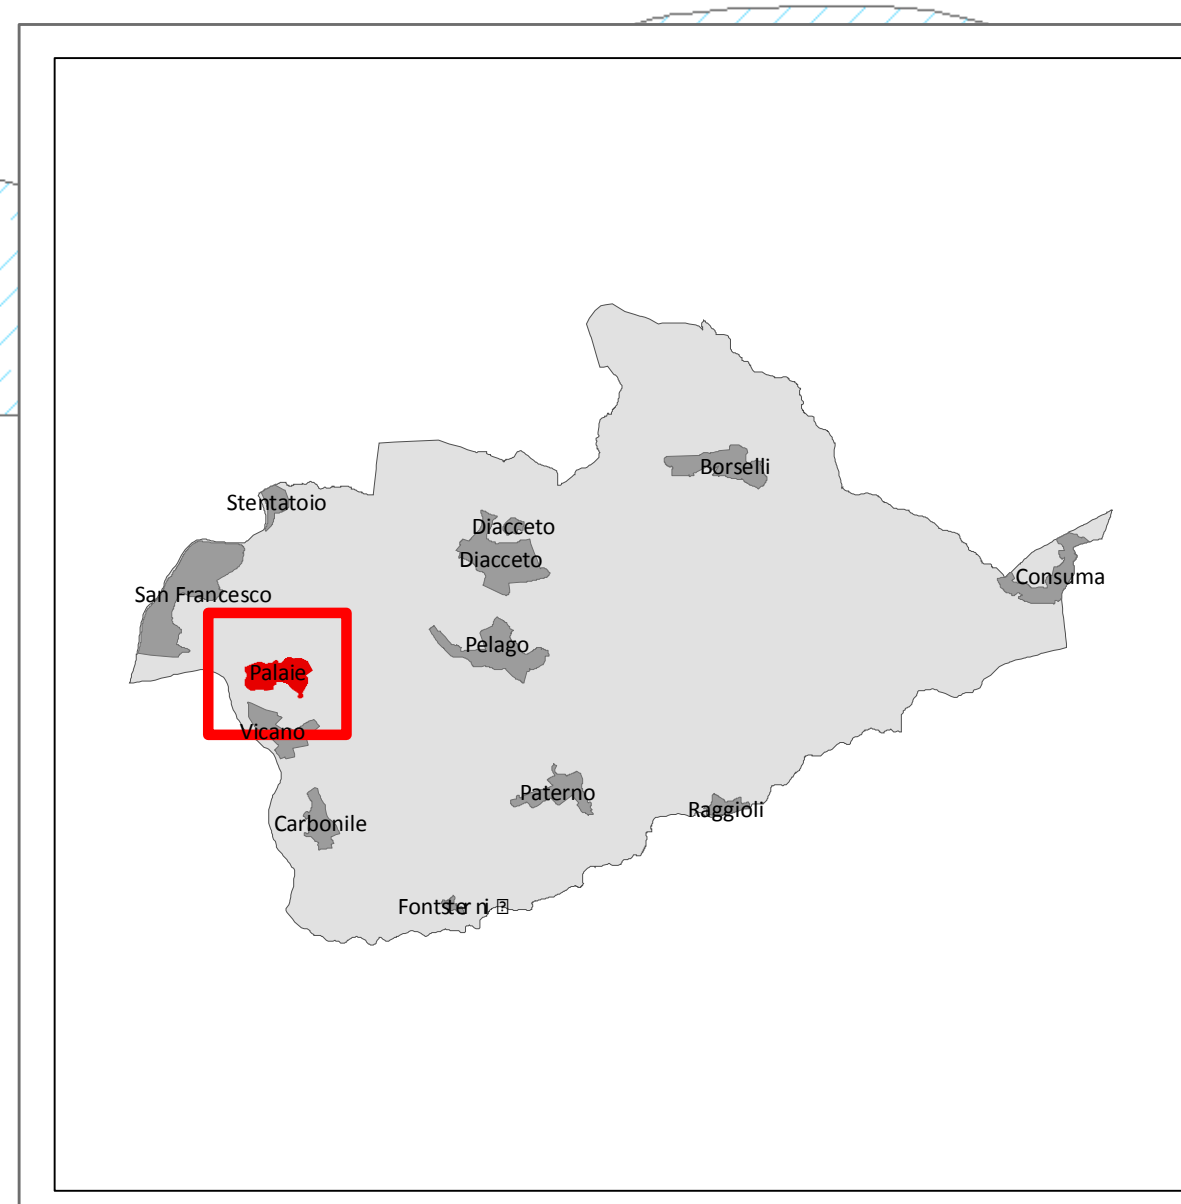 Borselli
Stentatoio
Diacceto
Diacceto
Consuma
San Francesco
Pelago
Palaie
Vicano
Paterno
Raggioli
Carbonile